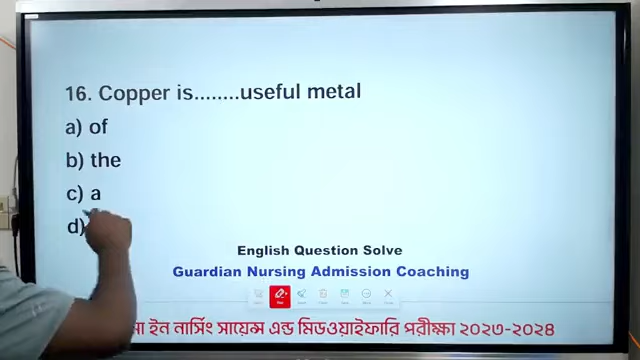 16. Copper is........useful metal
a) of
b) the
c) a
d)
English Question Solve
Guardian Nursing Admission Coaching
ইন নার্সিং সায়েন্স এন্ড মিডওয়াইফারি পরীক্ষা ২০২৩-২০২৪